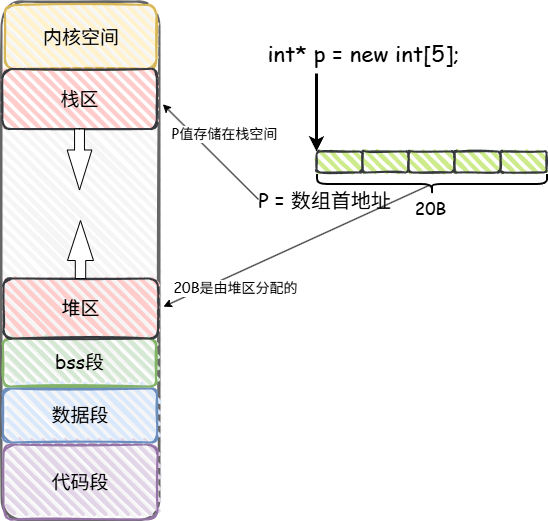 内核空间
栈区
堆区
bss段
数据段
代码段
int* p = new int[5];
P值存储在栈空间
P = 数组首地址
20B
20B是由堆区分配的